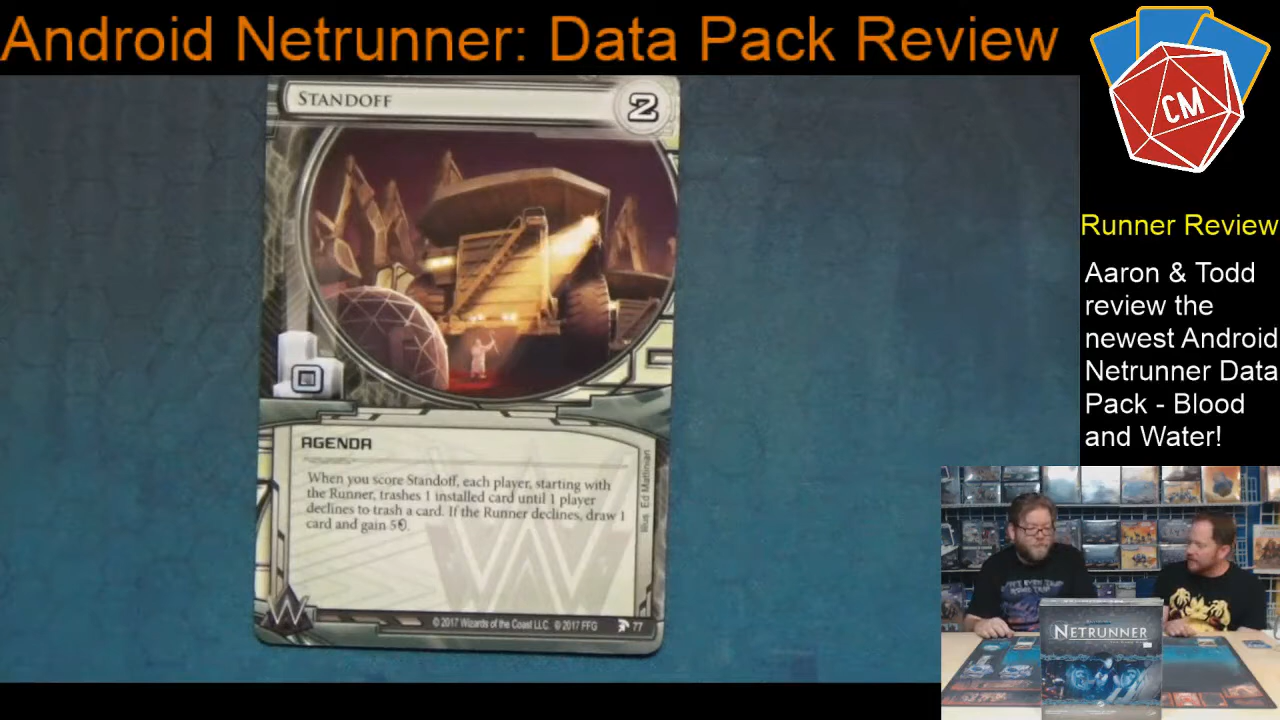 Android Netrunner: Data Pack Review
CM
STANDOFF
2
Runner Review
Aaron & Todd
review the
newest Android
Netrunner Data
Pack - Blood
and Water!
AGENDA
When you score Standoff, each player, starting with
the Runner, trashes 1 installed card until 1 player
declines to trash a card. If the Runner declines, draw 1
card and gain 5
Illus. Ed Mattinian
© 2017 Wizards of the Coast LLC. © 2017 FFG
77
NETRUNNER